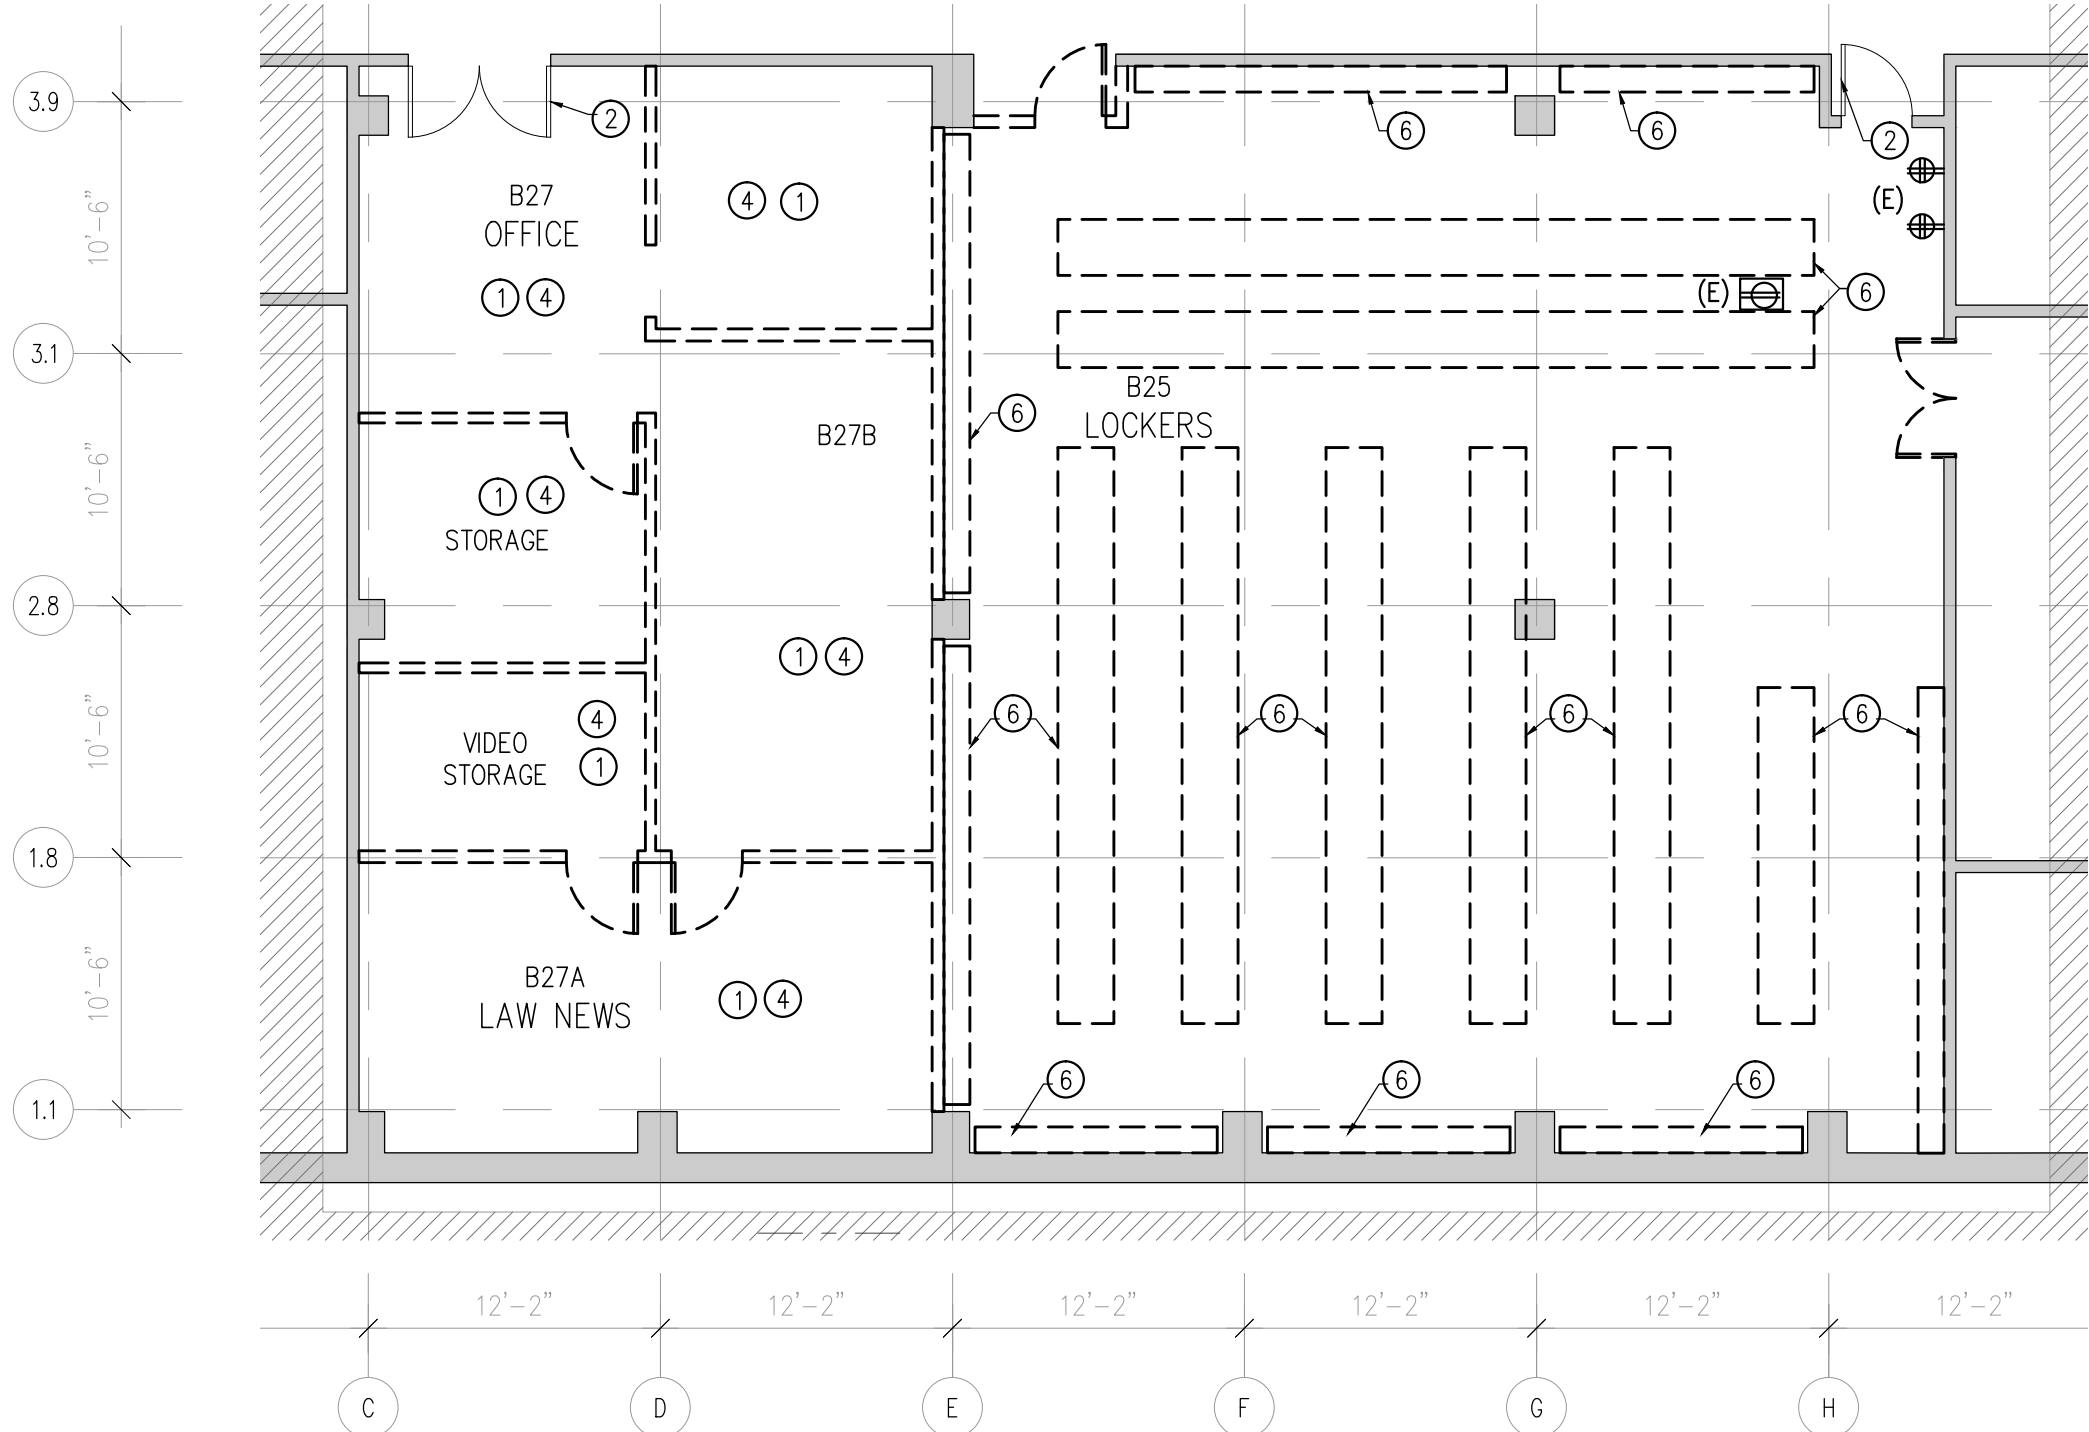 3.9
2
6
6
2
4 1
B27
OFFICE
(E)
10'-6"
1 4
(E)
6
3.1
B25
LOCKERS
6
B27B
10'-6"
1 4
STORAGE
2.8
1 4
6
6
6
6
4
VIDEO
STORAGE
1
10'-6"
1.8
B27A
LAW NEWS
1 4
10'-6"
6
6
6
1.1
12'-2"
12'-2"
12'-2"
12'-2"
12'-2"
12'-2"
C
D
E
F
G
H